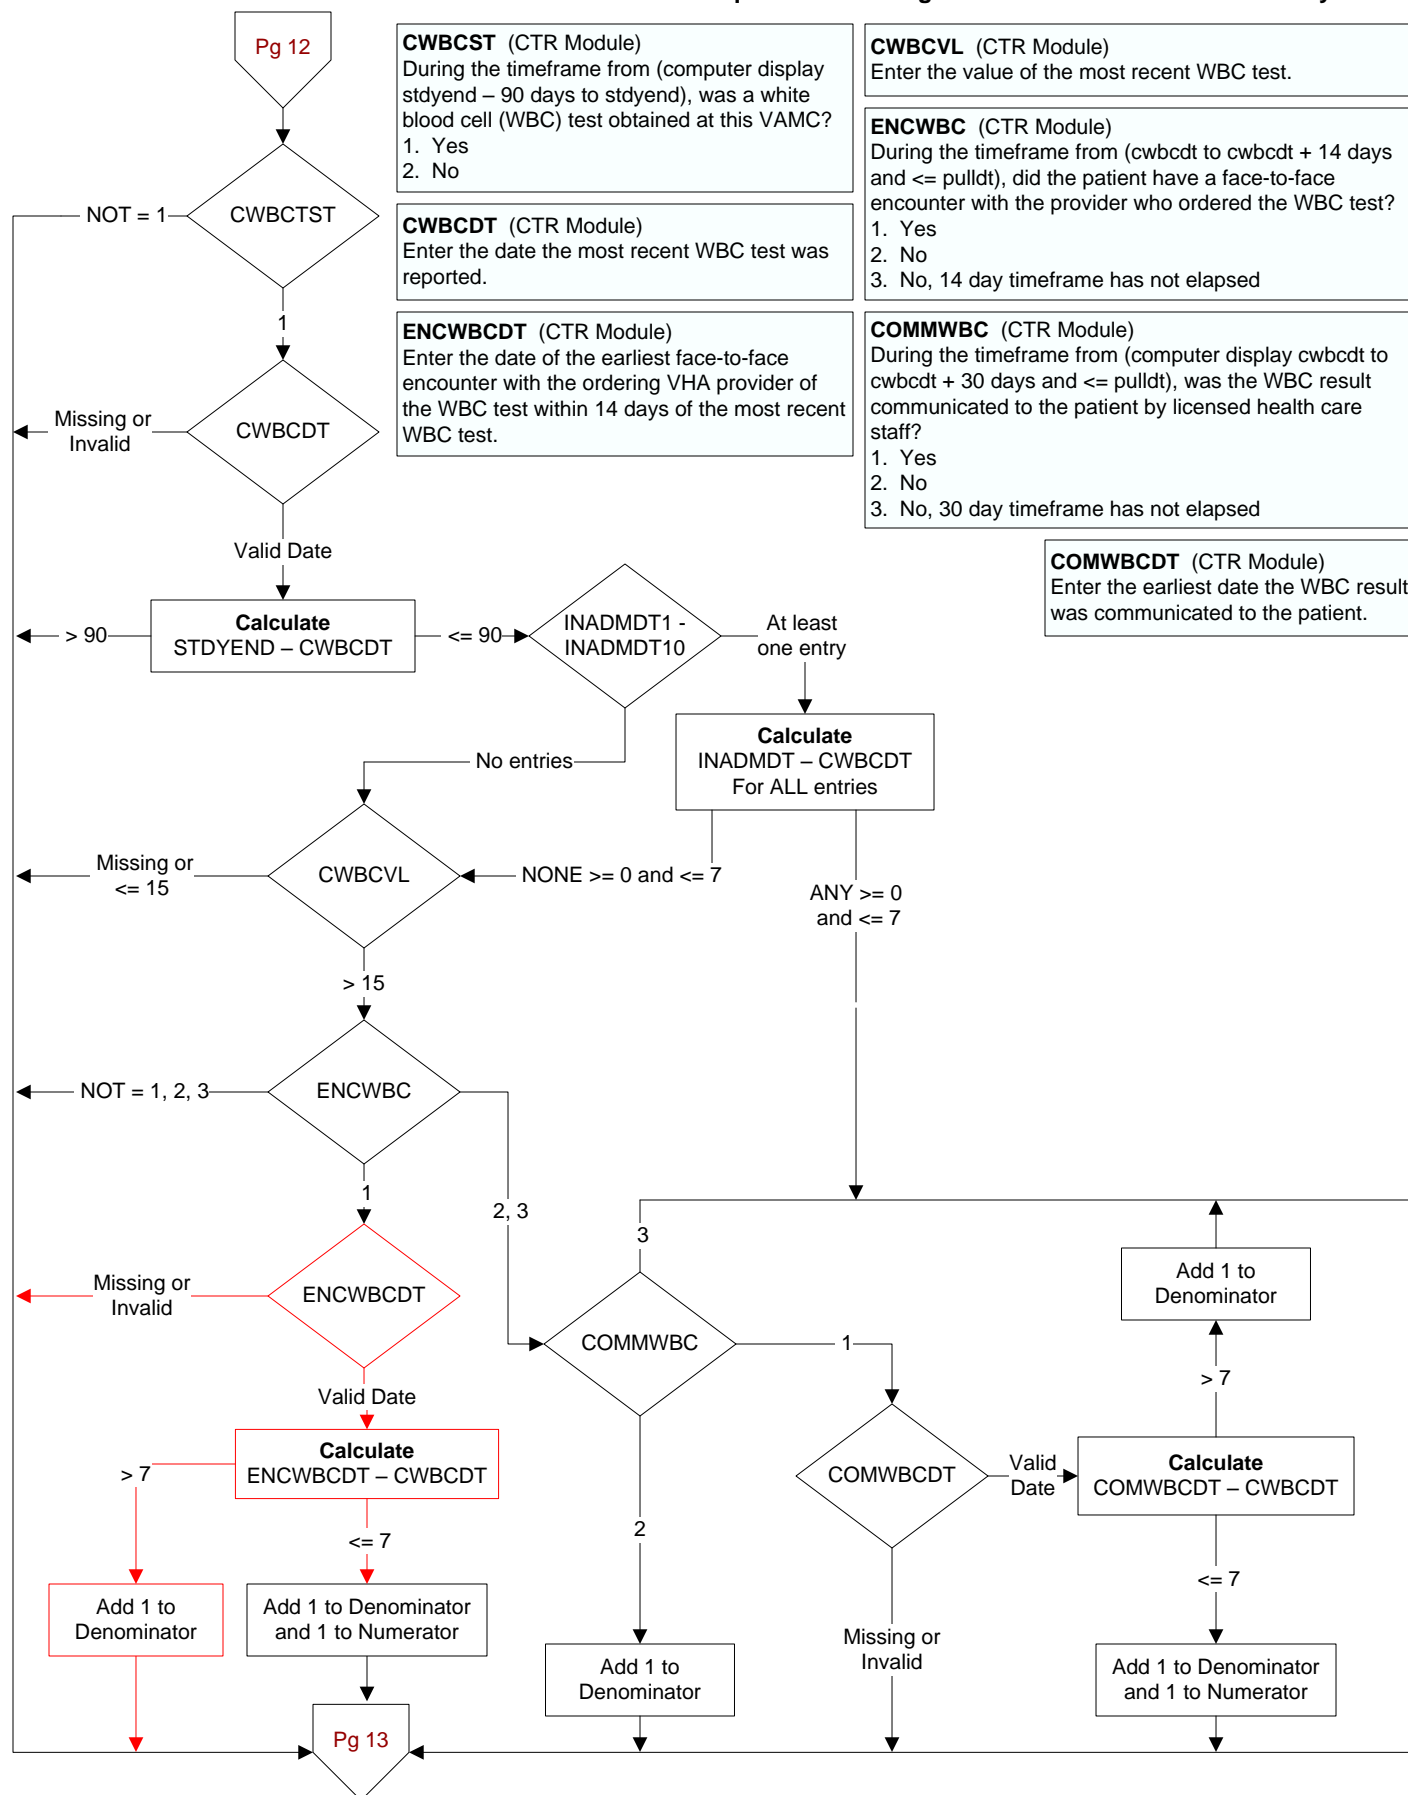 Pg 12
CWBCST (CTR Module)
During the timeframe from (computer display
stdyend – 90 days to stdyend), was a white
blood cell (WBC) test obtained at this VAMC?
1. Yes
2. No
CWBCVL (CTR Module)
Enter the value of the most recent WBC test.
ENCWBC (CTR Module)
During the timeframe from (cwbcdt to cwbcdt + 14 days
and <= pulldt), did the patient have a face-to-face
encounter with the provider who ordered the WBC test?
1. Yes
2. No
3. No, 14 day timeframe has not elapsed
CWBCDT (CTR Module)
Enter the date the most recent WBC test was
reported.
ENCWBCDT (CTR Module)
Enter the date of the earliest face-to-face
encounter with the ordering VHA provider of
the WBC test within 14 days of the most recent
WBC test.
COMMWBC (CTR Module)
During the timeframe from (computer display cwbcdt to
cwbcdt + 30 days and <= pulldt), was the WBC result
communicated to the patient by licensed health care
staff?
1. Yes
2. No
3. No, 30 day timeframe has not elapsed
COMWBCDT (CTR Module)
Enter the earliest date the WBC result
was communicated to the patient.
NOT = 1
CWBCTST
1
Missing or
Invalid
CWBCDT
Valid Date
> 90
Calculate
STDYEND – CWBCDT
<= 90
INADMDT1 -
INADMDT10
At least
one entry
No entries
Calculate
INADMDT – CWBCDT
For ALL entries
Missing or
<= 15
CWBCVL
NONE >= 0 and <= 7
ANY >= 0
and <= 7
> 15
NOT = 1, 2, 3
ENCWBC
1
2, 3
3
Missing or
Invalid
ENCWBCDT
Add 1 to
Denominator
COMMWBC
1
> 7
Valid Date
Calculate
ENCWBCDT – CWBCDT
> 7
<= 7
COMWBCDT
Valid
Date
Calculate
COMWBCDT – CWBCDT
2
<= 7
Add 1 to
Denominator
Add 1 to Denominator
and 1 to Numerator
Missing or
Invalid
Add 1 to
Denominator
Add 1 to Denominator
and 1 to Numerator
Pg 13